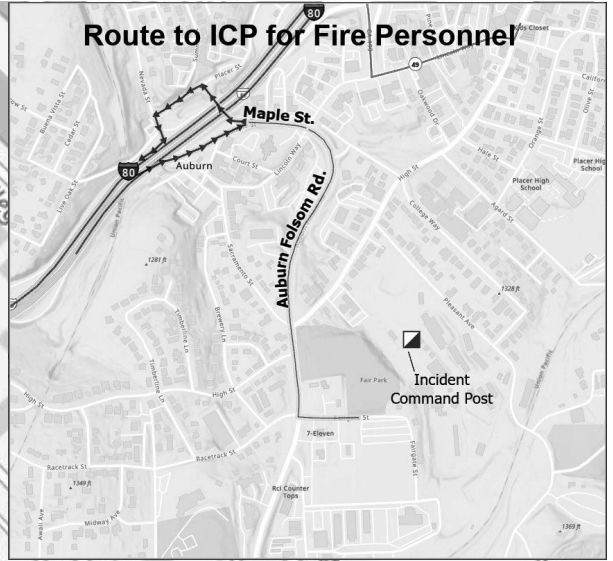 80
Route to ICP for Fire Personnel
49
Placer St
Nevada St
Buena Vista St
Cedar St
Live Oak St
Oakwood Dr
Maple St.
Court St
Lincoln Way
Auburn
80
Union Pacific
High St
Hale St
Orange St
Olive St
Placer High
School
Placer High
School
College Way
Agard St
Auburn Folsom Rd.
1281 ft
Sacramento St
Brewery Ln
Timberline Ln
Timberline Ln
1328 ft
Pleasant Ave
Union Pacific
Incident
Command Post
Fair Park
High St
High St
7-Eleven
Racetrack St
Racetrack St
Fairgate St
1349 ft
Rcl Counter
Tops
Midway Ave
Awali Ave
1369 ft